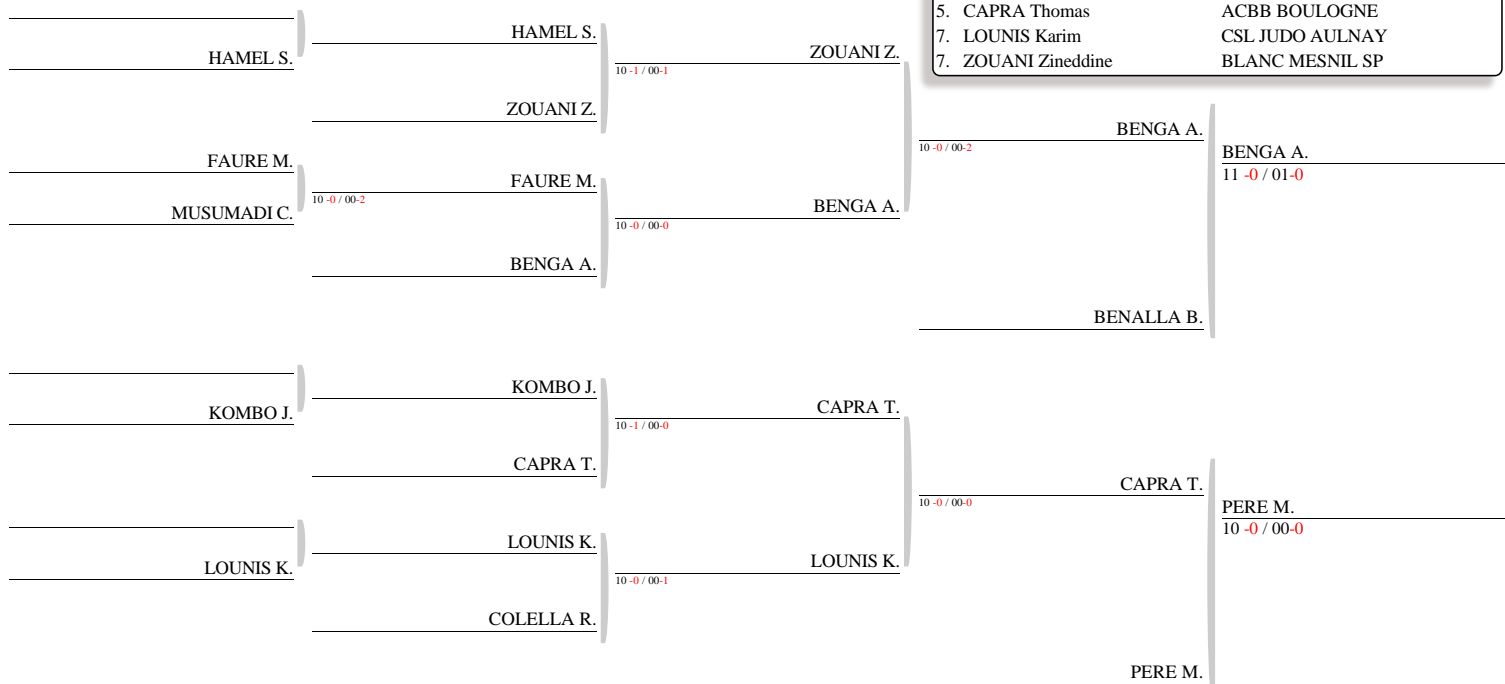 5. CAPRA Thomas ACBB BOULOGNE
7. LOUNIS Karim CSL JUDO AULNAY
7. ZOUANI Zineddine BLANC MESNIL SP
HAMEL S.
FAURE M.
MUSUMADI C.
KOMBO J.
LOUNIS K.
HAMEL S.
ZOUANI Z.
FAURE M.
10 -0 / 00-2
BENGA A.
KOMBO J.
CAPRA T.
LOUNIS K.
COLELLA R.
ZOUANI Z.
10 -1 / 00-1
BENGA A.
10 -0 / 00-0
CAPRA T.
10 -1 / 00-0
LOUNIS K.
10 -0 / 00-1
BENGA A.
10 -0 / 00-2
BENALLA B.
CAPRA T.
10 -0 / 00-0
PERE M.
BENGA A.
11 -0 / 01-0
PERE M.
10 -0 / 00-0